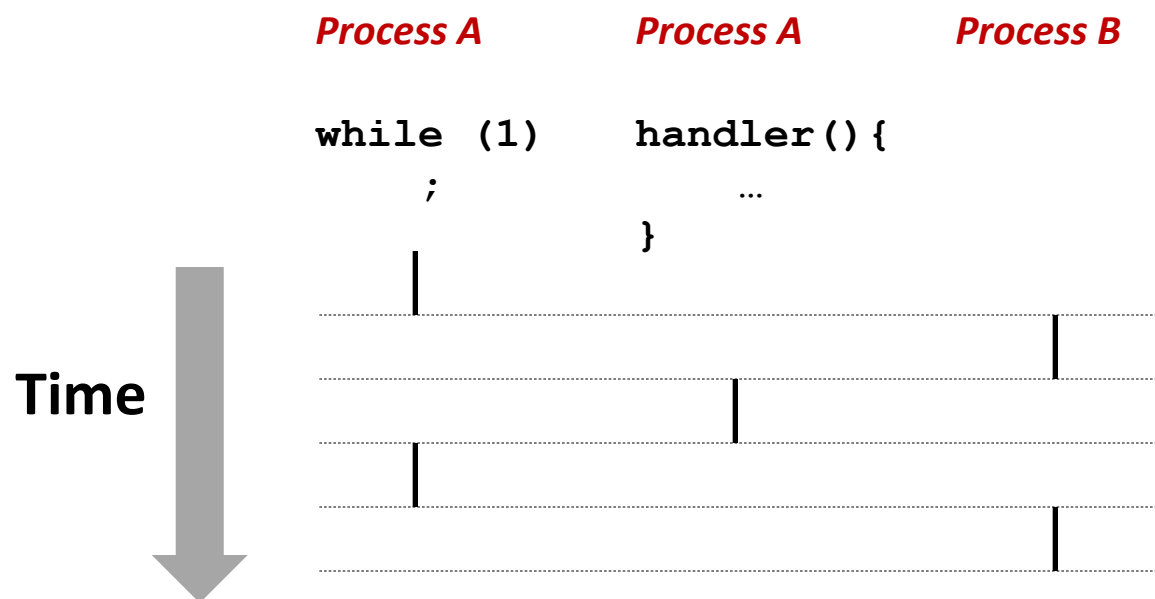 Process A Process A Process B
while (1) handler(){
; …
}
Time